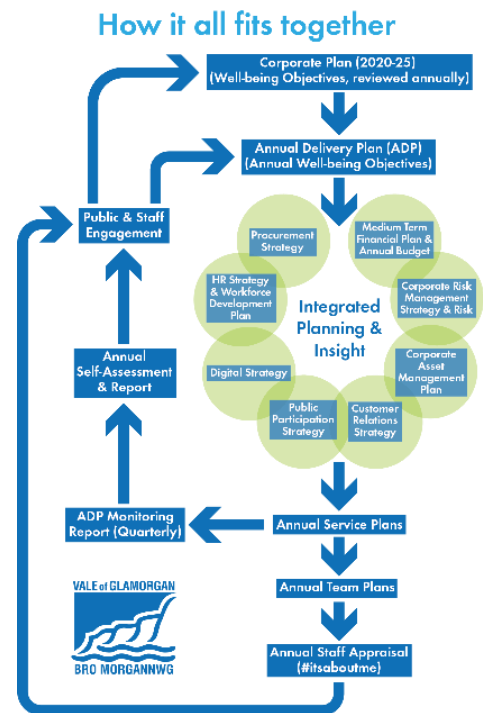 How it all fits together
Corporate Plan (2020-25)
(Well-being Objectives, reviewed annually)
Annual Delivery Plan (ADP)
(Annual Well-being Objectives)
Public & Staff
Engagement
Procurement
Strategy
Medium Term
Financial Plan &
Annual Budget
HR Strategy
& Workforce
Development
Plan
Corporate Risk
Management
Strategy & Risk
Integrated
Planning &
Insight
Annual
Self-Assessment
& Report
Digital Strategy
Corporate
Asset
Management
Plan
Public
Participation
Strategy
Customer
Relations
Strategy
ADP Monitoring
Report (Quarterly)
Annual Service Plans
Annual Team Plans
Annual Staff Appraisal
(#itsaboutme)
VALE of GLAMORGAN
BRO MORGANNWG